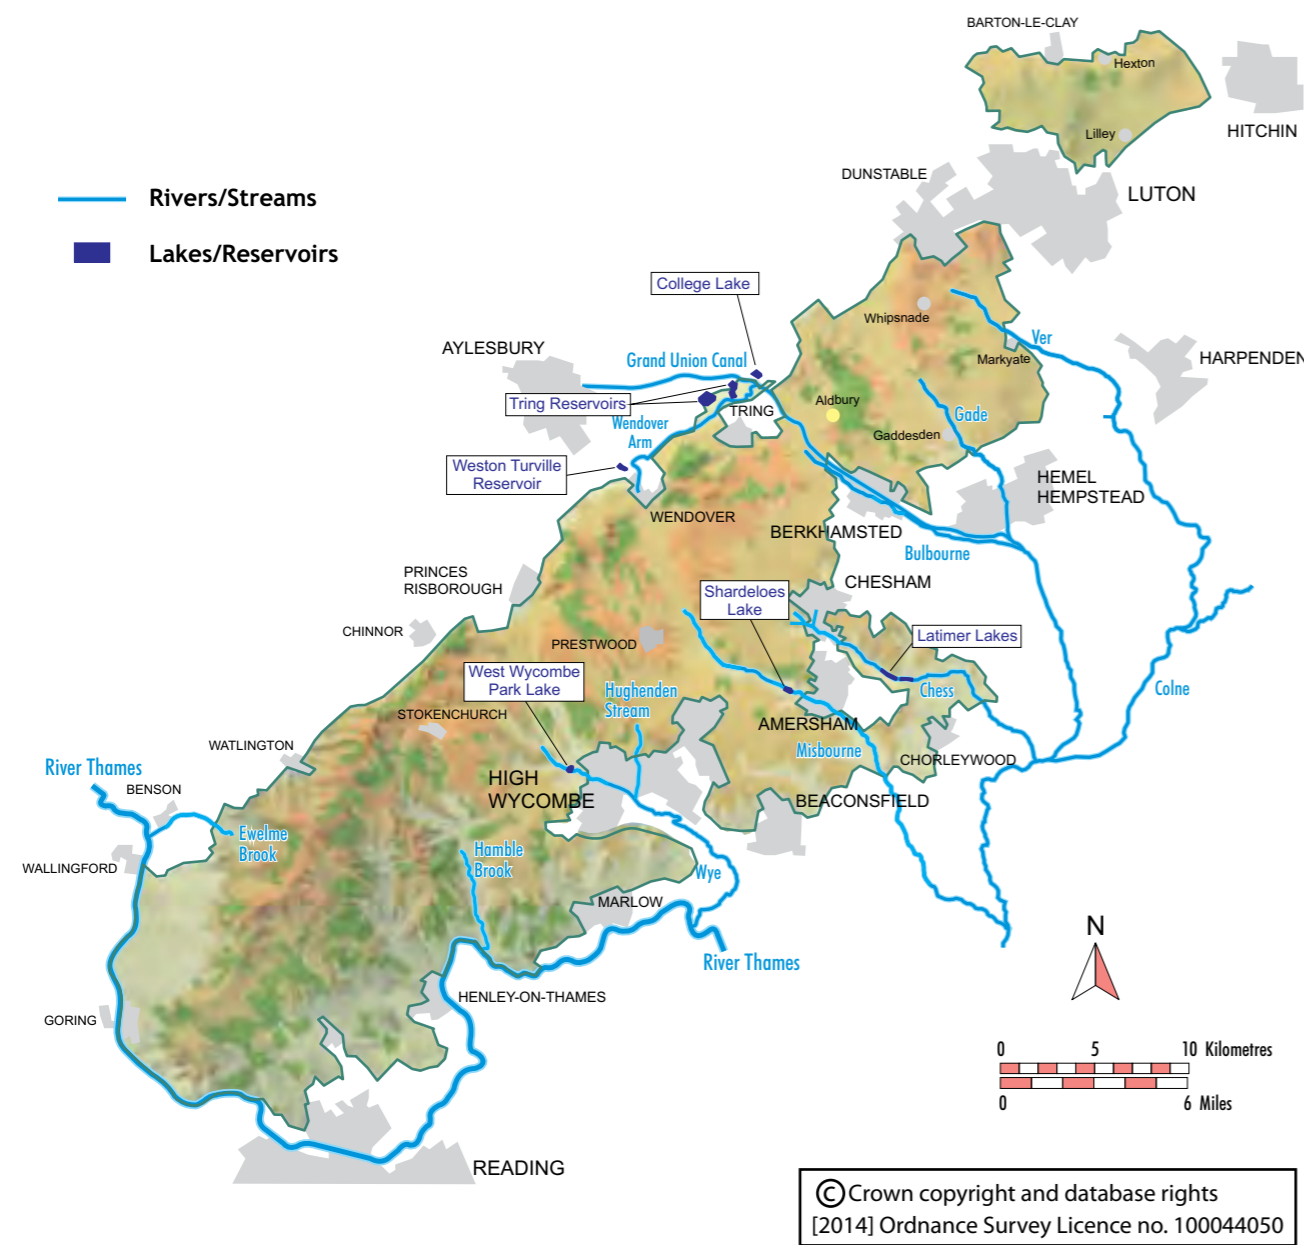 BARTON-LE-CLAY
Hexton
HITCHIN
Lilley
DUNSTABLE
LUTON
Rivers/Streams
Lakes/Reservoirs
College Lake
Whipsnade
Ver
Markyate
HARPENDEN
AYLESBURY
Grand Union Canal
Tring Reservoirs
TRING
Aldbury
Gade
Wendover
Arm
Gaddesden
Weston Turville
Reservoir
HEMEL
HEMPSTEAD
WENDOVER
BERKHAMSTED
Bulbourne
PRINCES
RISBOROUGH
CHESHAM
Shardeloes
Lake
CHINNOR
PRESTWOOD
Latimer Lakes
West Wycombe
Park Lake
Hughenden
Stream
Chess
Colne
STOKENCHURCH
AMERSHAM
Misbourne
WATLINGTON
CHORLEYWOOD
River Thames
HIGH
WYCOMBE
BENSON
BEACONSFIELD
Ewelme
Brook
Hamble
Brook
WALLINGFORD
Wye
MARLOW
River Thames
N
HENLEY-ON-THAMES
GORING
0 5 10 Kilometres
0 6 Miles
READING
© Crown copyright and database rights
[2014] Ordnance Survey Licence no. 100044050